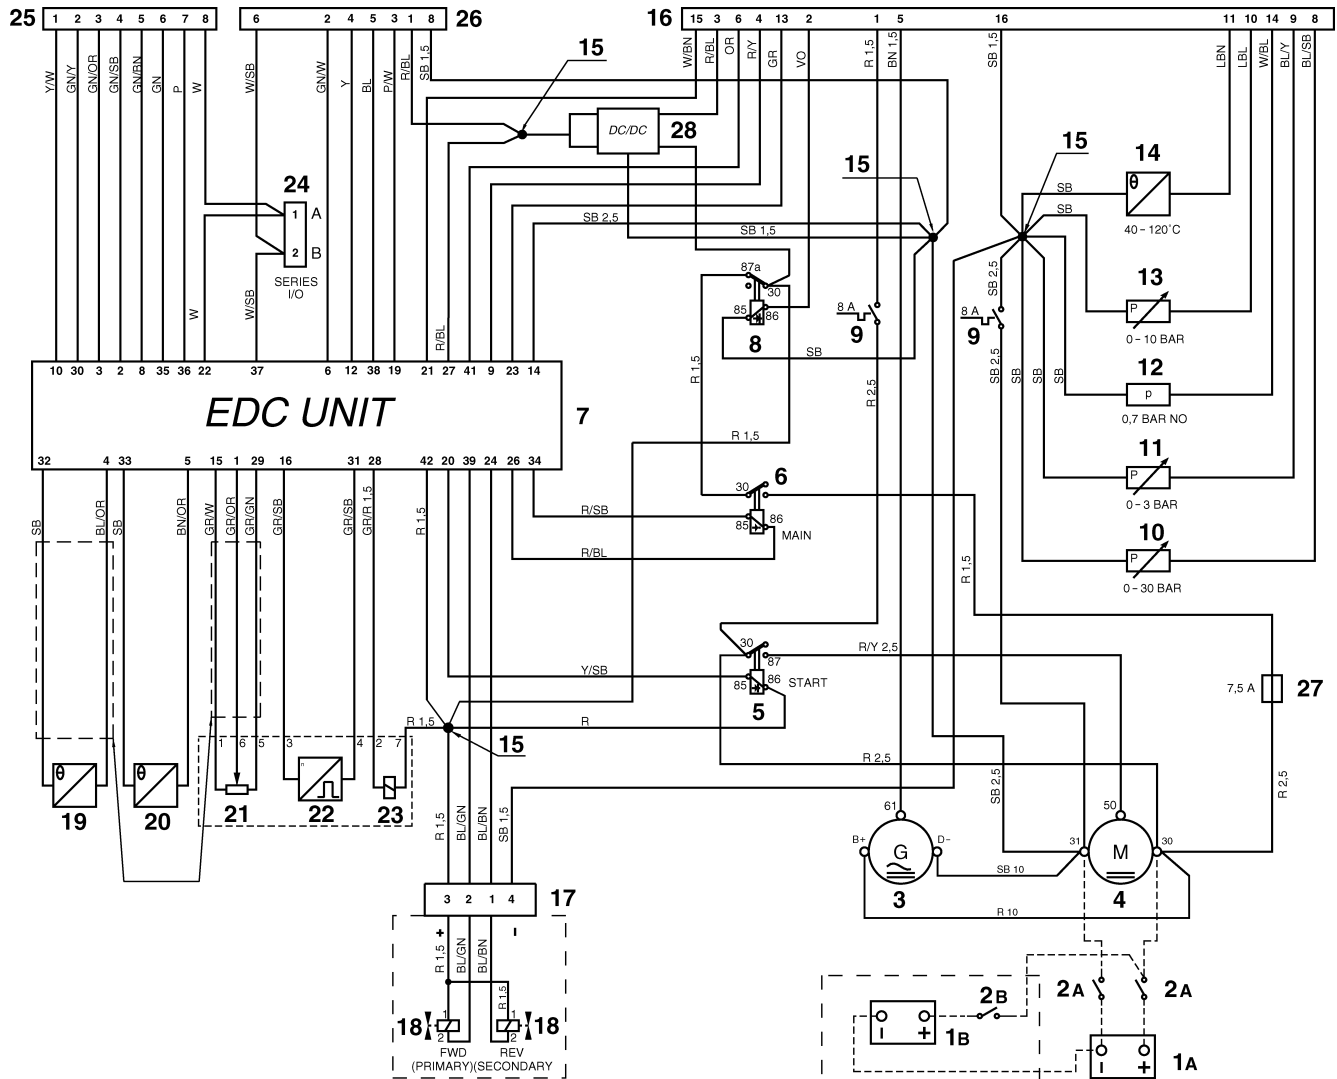 25 1 2 3 4 5 6 7 8
6 2 4 5 3 1 8 26
16 15 3 6 4 13 2 1 5 16 11 10 14 9 8
Y/W GN/Y GN/OR GN/SB GN/BN GN P W
W/SB GN/W Y BL P/W R/BL SB 1,5
W/BN R/BL OR R/Y GR VO R 1,5 BN 1,5 SB 1,5 LBN LBL W/BL BL/Y BL/SB
15
DC/DC 28
15
15
14
θ
SB
SB
40 – 120°C
24
1 A
2 B
SERIES
I/O
W
W/SB
R/BL
SB 2,5
SB 1,5
SB 2,5
13
P
0 – 10 BAR
87a
30
85 86
8
SB
8 A
9
8 A
9
R 1,5
R 2,5
SB 2,5
SB SB SB
12
p
0,7 BAR NO
10 30 3 2 8 35 36 22 37 6 12 38 19 21 27 41 9 23 14
EDC UNIT 7
32 4 33 5 15 1 29 16 31 28 42 20 39 24 26 34
R 1,5
11
P
0 – 3 BAR
SB BL/OR SB BN/OR GR/W GR/OR GR/GN GR/SB GR/SB GR/R 1,5 R 1,5
6
30
85 86
MAIN
R/SB
R/BL
10
P
0 – 30 BAR
R 1,5
30
87
85 86
START
5
Y/SB
R/Y 2,5
7,5 A 27
R 1,5
R
15
1 6 5 3 4 2 7
θ
19
θ
20
21
n
22
23
R 2,5
SB 2,5
R 2,5
R 1,5 BL/GN BL/BN SB 1,5
61
B+ G D–
3
50
31 M 30
4
SB 10
R 10
3 2 1 4 17
+ –
R 1,5 BL/GN BL/BN
R 1,5
18 1 2
1 2 18
FWD
(PRIMARY)
REV
(SECONDARY
2A 2A
2B
– + 1B
– + 1A